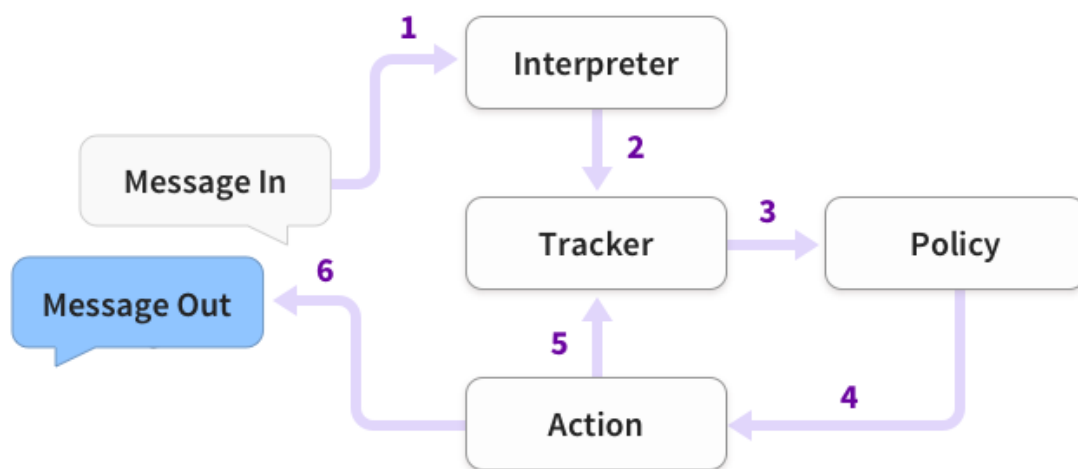 1
Interpreter
2
Message In
Tracker
3
Policy
6
Message Out
5
4
Action